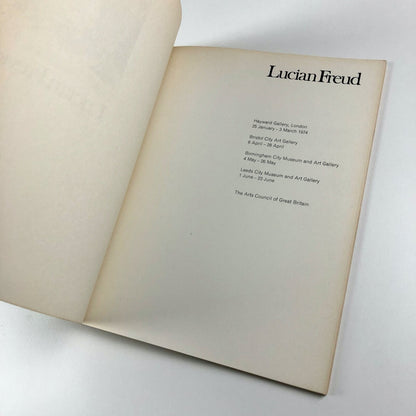 Lucian Freud
Hayward Gallery, London
25 January - 3 March 1974
Bristol City Art Gallery
6 April - 28 April
Birmingham City Museum and Art Gallery
4 May - 26 May
Leeds City Museum and Art Gallery
1 June - 23 June
The Arts Council of Great Britain